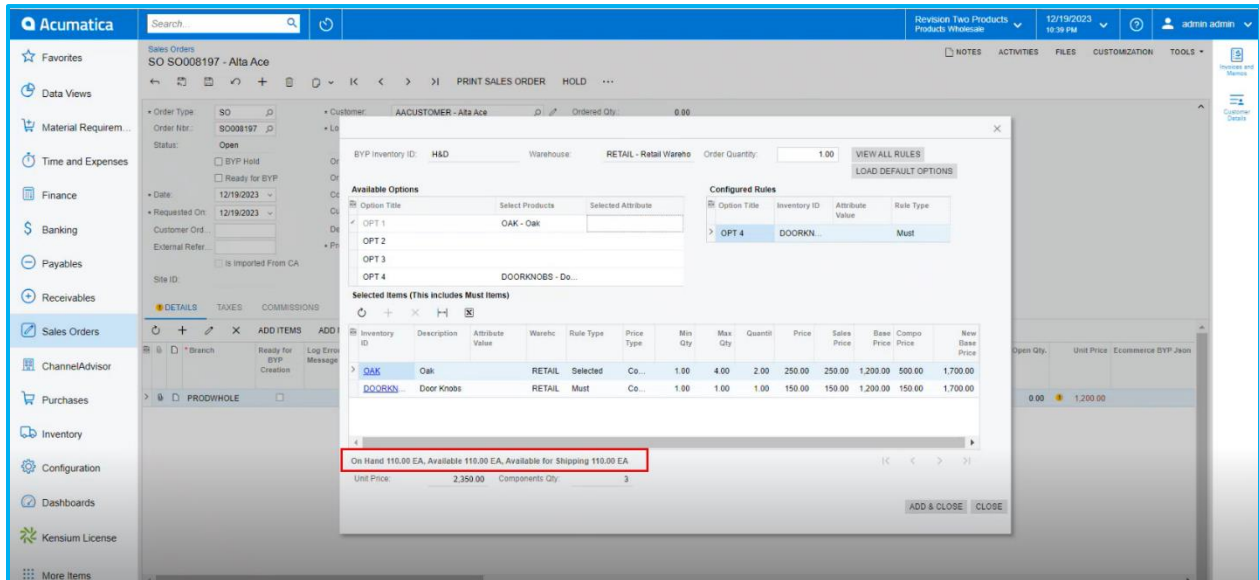 Acumatica
Search...
Revision Two Products
Products Wholesale
12/19/2023
10:39 PM
admin admin
Favorites
Data Views
Material Requirem...
Time and Expenses
Finance
Banking
Payables
Receivables
Sales Orders
ChannelAdvisor
Purchases
Inventory
Configuration
Dashboards
Kensium License
More Items
Sales Orders
SO SO008197 - Alta Ace
NOTES ACTIVITIES FILES CUSTOMIZATION TOOLS
PRINT SALES ORDER HOLD ...
Invoices and Memos
Customer Details
Order Type: SO
Customer: AACUSTOMER - Alta Ace
Ordered Qty.: 0.00
Order Nbr.: SO008197
Status: Open
BYP Hold
Ready for BYP
Date: 12/19/2023
Requested On: 12/19/2023
Customer Ord...
External Refer...
Is Imported From CA
Site ID:
DETAILS TAXES COMMISSIONS
ADD ITEMS
Branch
Ready for BYP Creation
Message
PRODWHOLE
Open Qty. Unit Price Ecommerce BYP Json
0.00 1,200.00
BYP Inventory ID: H&D Warehouse: RETAIL - Retail Wareho Order Quantity: 1.00 VIEW ALL RULES
LOAD DEFAULT OPTIONS
Available Options
Option Title Select Products Selected Attribute
OPT 1 OAK - Oak
OPT 2
OPT 3
OPT 4 DOORKNOBS - Do...
Configured Rules
Option Title Inventory ID Attribute Value Rule Type
OPT 4 DOORKN... Must
Selected Items (This includes Must Items)
Inventory ID Description Attribute Value Warehc Rule Type Price Type Min Qty Max Qty Quantit Price Sales Price Base Price Compo Price New Base Price
OAK Oak RETAIL Selected Co... 1.00 4.00 2.00 250.00 250.00 1,200.00 500.00 1,700.00
DOORKN... Door Knobs RETAIL Must Co... 1.00 1.00 1.00 150.00 150.00 1,200.00 150.00 1,700.00
On Hand 110.00 EA, Available 110.00 EA, Available for Shipping 110.00 EA
Unit Price: 2,350.00 Components Qty: 3
ADD & CLOSE CLOSE